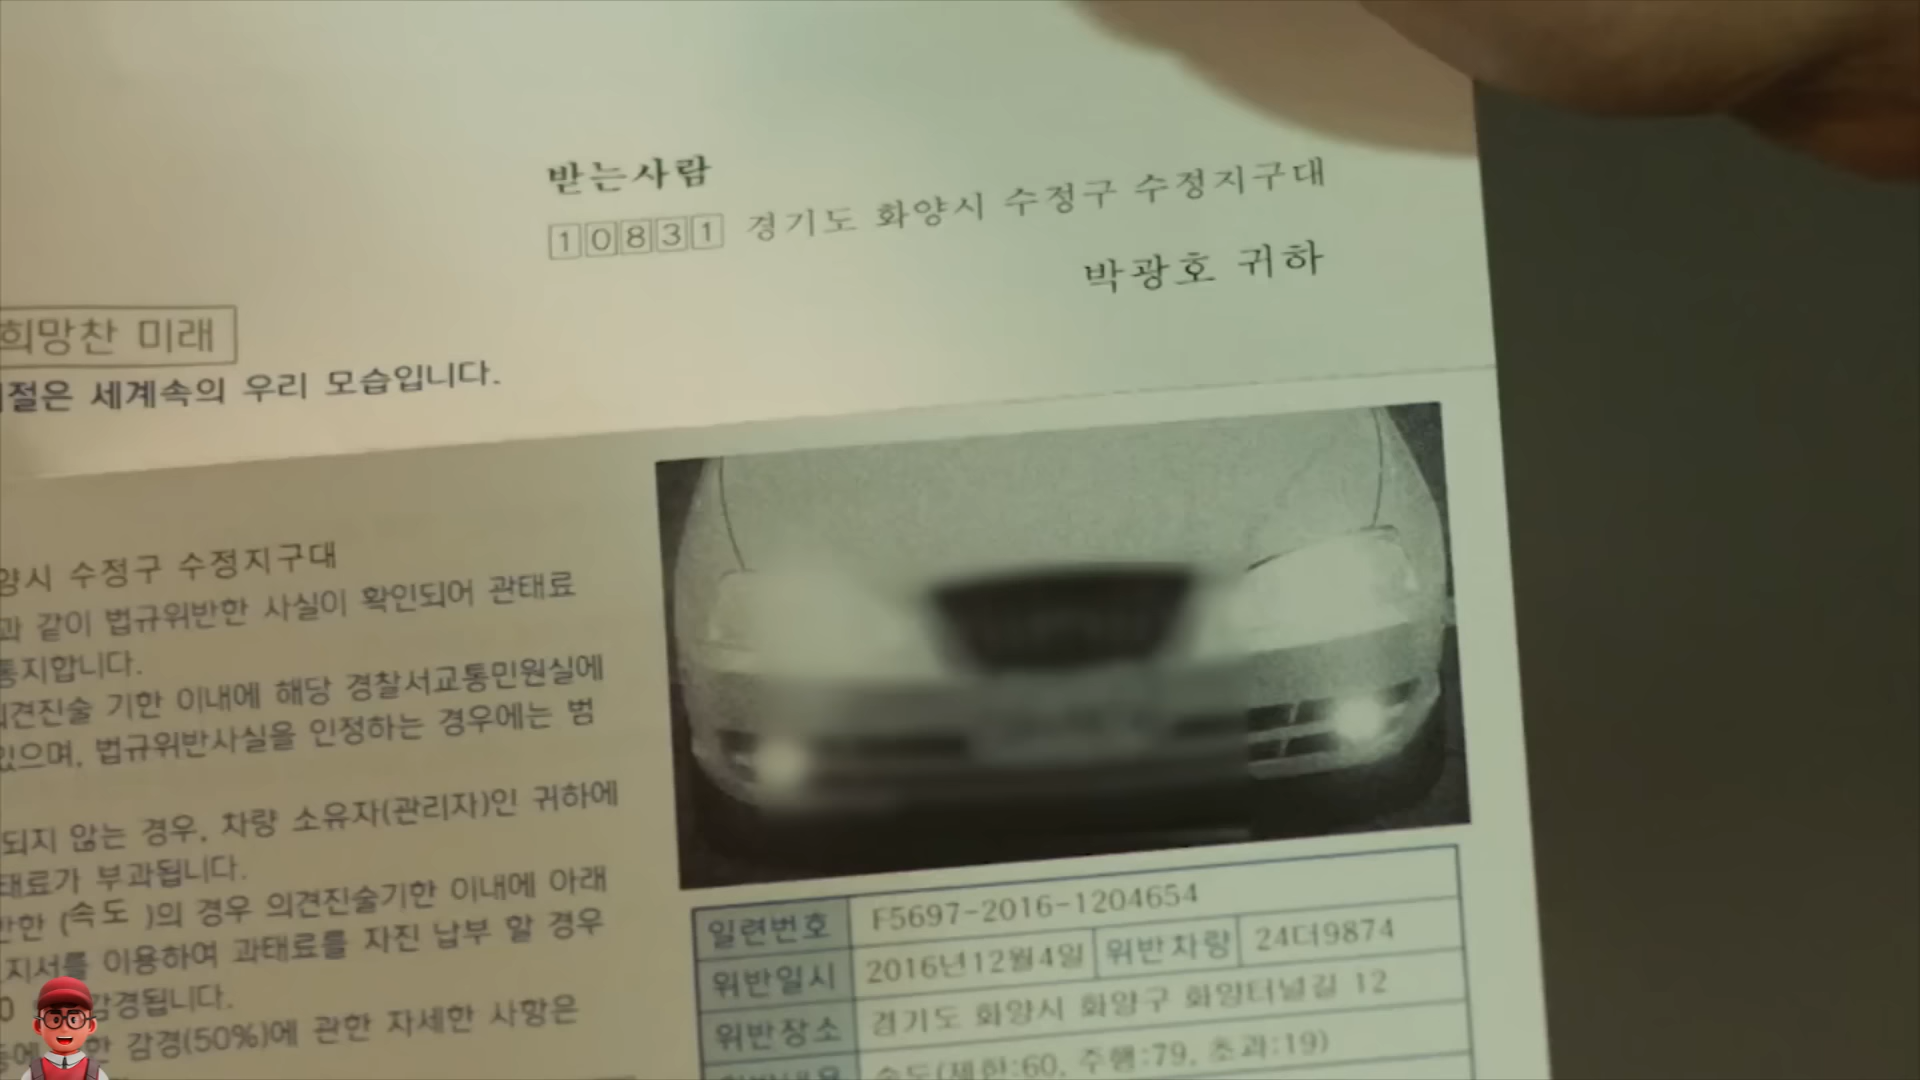 받는사람
10831 경기도 화양시 수정구 수정지구대
박광호 귀하
희망찬 미래
세계속의 우리 모습입니다.
양시 수정구 수정지구대
과 같이 법규위반한 사실이 확인되어 관태료
통지합니다.
의견진술 기한 이내에 해당 경찰서교통민원실에
있으며, 법규위반사실을 인정하는 경우에는 범
되지 않는 경우, 차량 소유자(관리자)인 귀하에
태료가 부과됩니다.
반한 (속도 )의 경우 의견진술기한 이내에 아래
지서를 이용하여 과태료를 자진 납부 할 경우
감경됩니다.
감경(50%)에 관한 자세한 사항은
일련번호 F5697-2016-1204654
위반일시 2016년12월4일 위반차량 24더9874
위반장소 경기도 화양시 화양구 화양터널길 12
속도(제한:60, 주행:79, 초과:19)